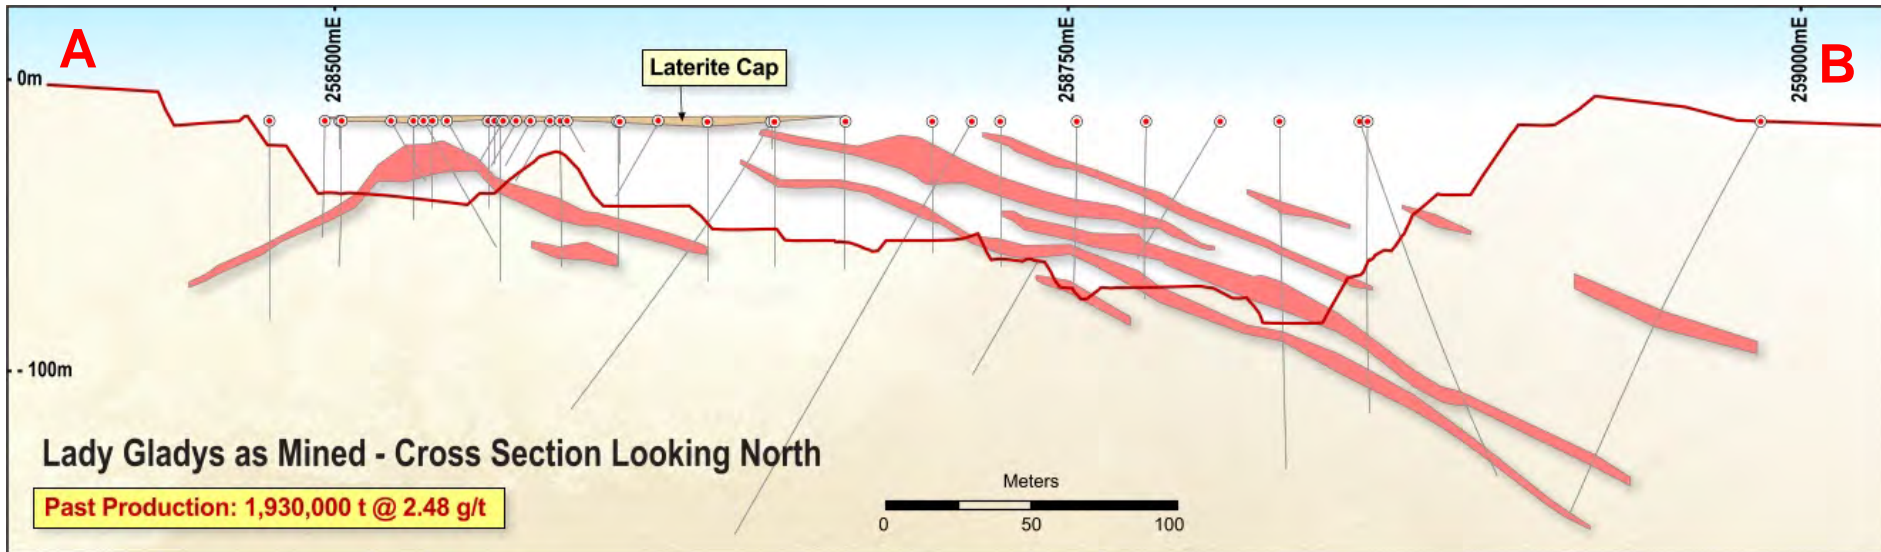 A
B
258500mE
258750mE
259000mE
Laterite Cap
0m
- 100m
Lady Gladys as Mined - Cross Section Looking North
Past Production: 1,930,000 t @ 2.48 g/t
Meters
0 50 100